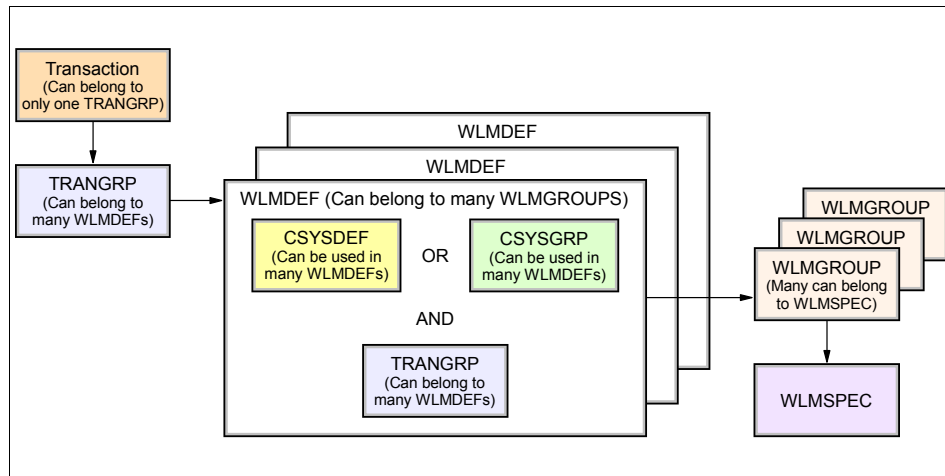 Transaction
(Can belong to
only one TRANGRP)
TRANGRP
(Can belong to
many WLMDEFs)
WLMDEF
WLMDEF
WLMDEF (Can belong to many WLMGROUPS)
CSYSDEF
(Can be used in
many WLMDEFs)
OR
CSYSGRP
(Can be used in
many WLMDEFs)
AND
TRANGRP
(Can belong to
many WLMDEFs)
WLMGROUP
WLMGROUP
WLMGROUP
(Many can belong
to WLMSPEC)
WLMSPEC